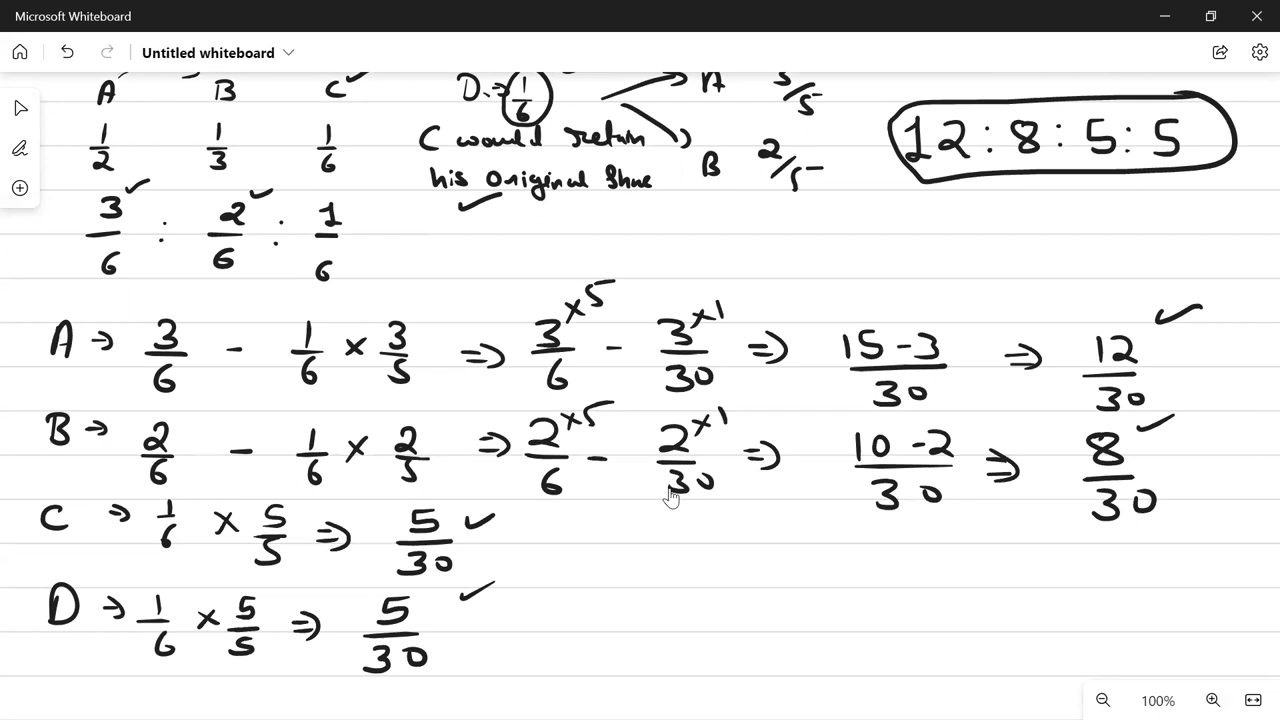 Microsoft Whiteboard
Untitled whiteboard
A B C D → 1/6 A 3/5
1/2 1/3 1/6 C would retain B 2/5 12 : 8 : 5 : 5
his original
3/6 : 2/6 : 1/6
A → 3/6 - 1/6 × 3/5 ⇒ 3×5/6 - 3×1/30 ⇒ 15-3/30 ⇒ 12/30
B → 2/6 - 1/6 × 2/5 ⇒ 2×5/6 - 2×1/30 ⇒ 10-2/30 ⇒ 8/30
C → 1/6 × 5/5 ⇒ 5/30
D → 1/6 × 5/5 ⇒ 5/30
100%